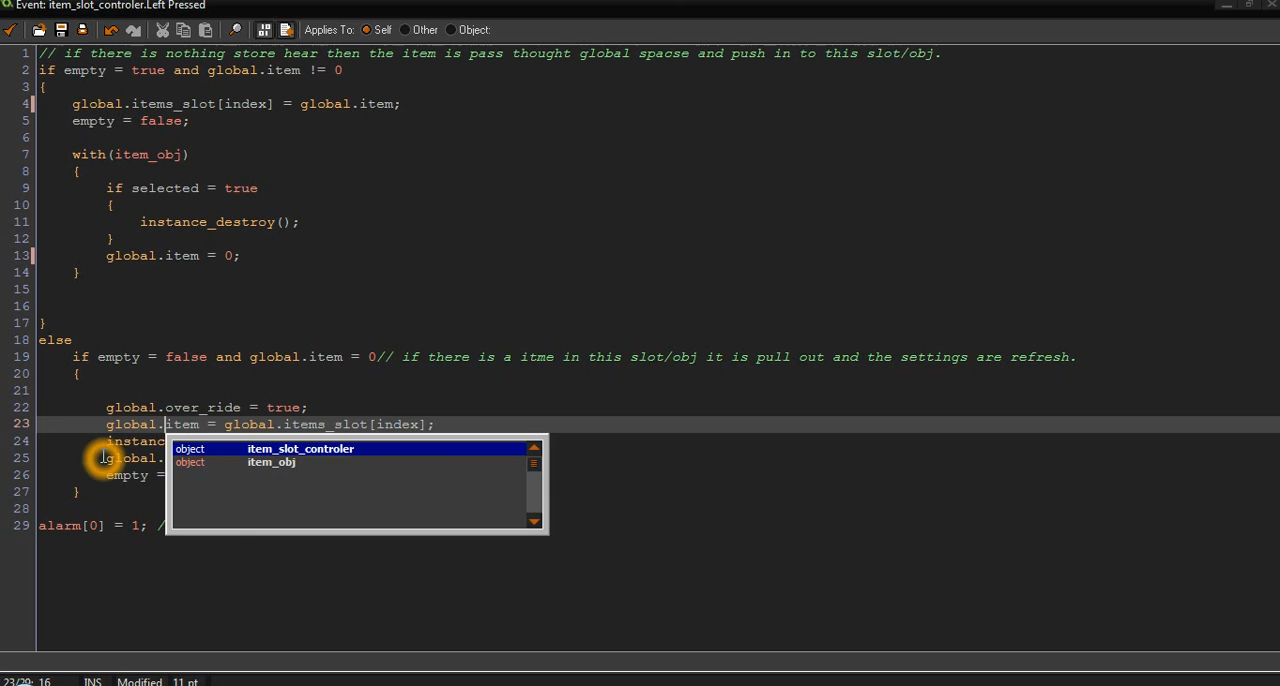 Event: item_slot_controler.Left Pressed
Applies To: Self Other Object:
1 // if there is nothing store hear then the item is pass thought global spaose and push in to this slot/obj.
2 if empty = true and global.item != 0
3 {
4 global.items_slot[index] = global.item;
5 empty = false;
6
7 with(item_obj)
8 {
9 if selected = true
10 {
11 instance_destroy();
12 }
13 global.item = 0;
14 }
15
16
17 }
18 else
19 if empty = false and global.item = 0// if there is a itme in this slot/obj it is pull out and the settings are refresh.
20 {
21
22 global.over_ride = true;
23 global.item = global.items_slot[index];
24 instanc
object item_slot_controler
25 global.
object item_obj
26 empty =
27 }
28
29 alarm[0] = 1; /
23/29: 16 INS Modified 11 pt